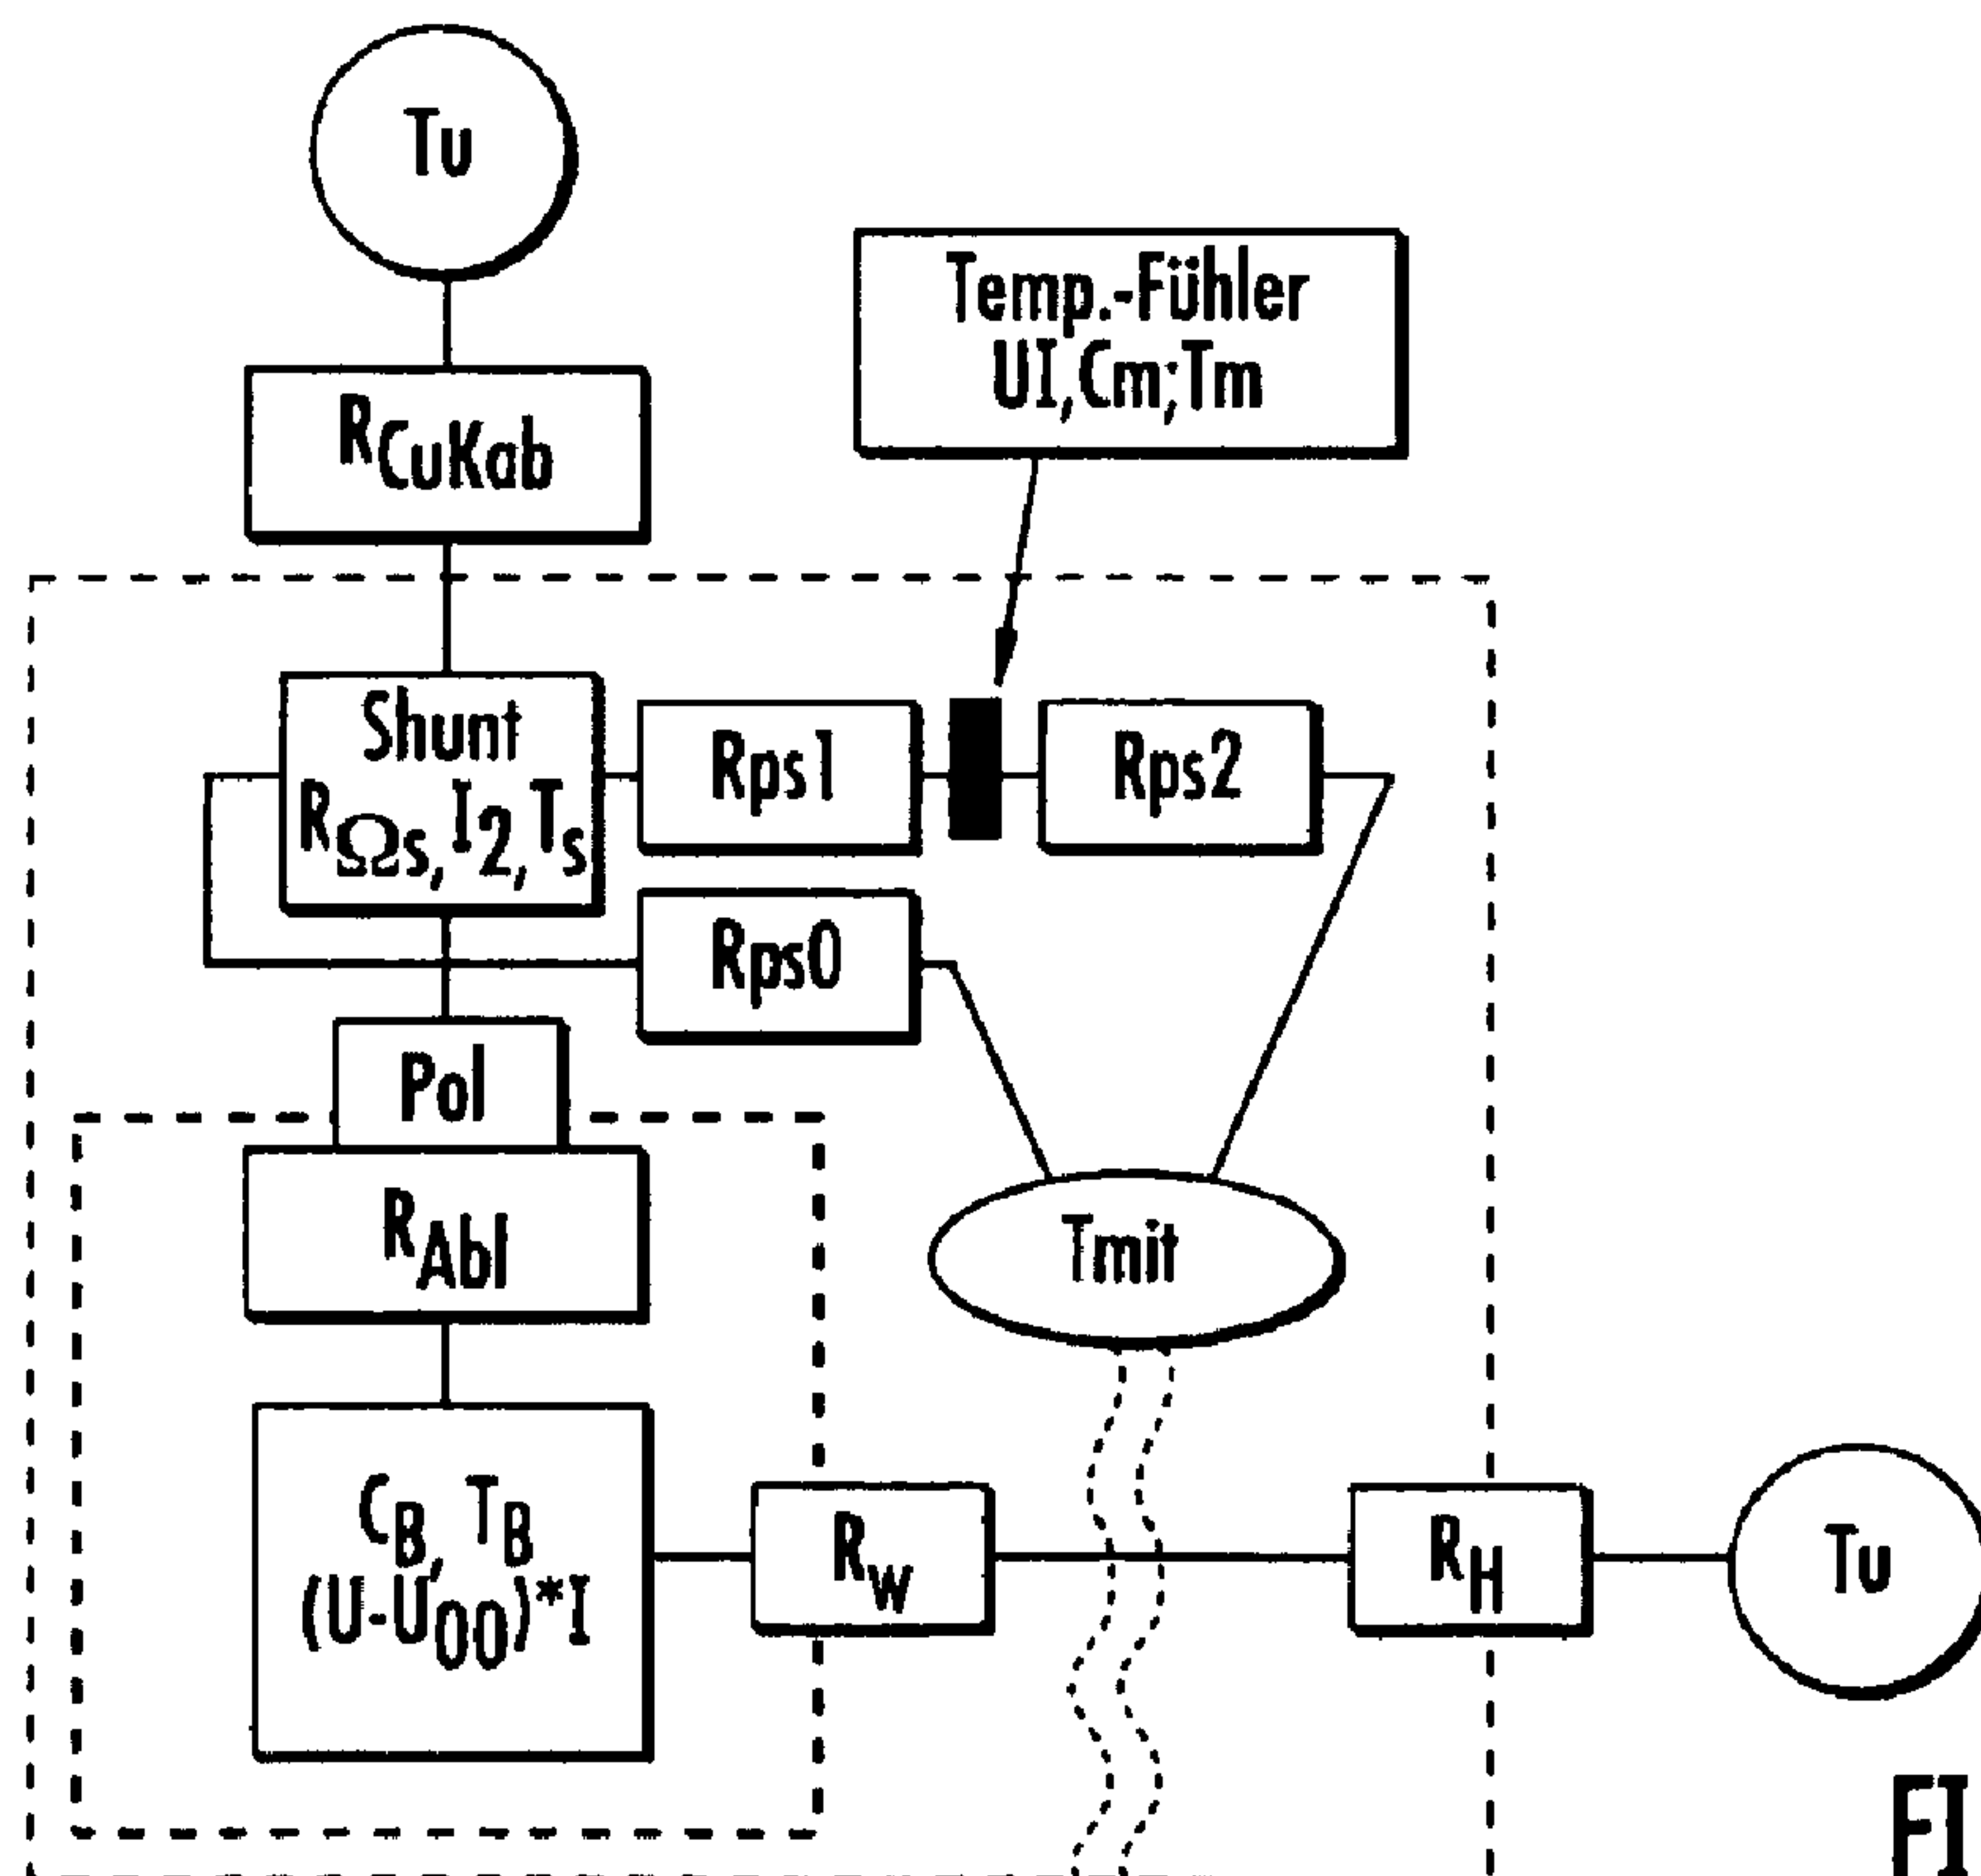 Tu
Temp.-Fühler
UI,Cm;Tm
RCuKab
Shunt
RΩs, I2, Ts
Rps1
Rps2
Rps0
Pol
RAbl
Tmit
CB, TB
(U-U'00)*I
RW
RH
Tu
FI